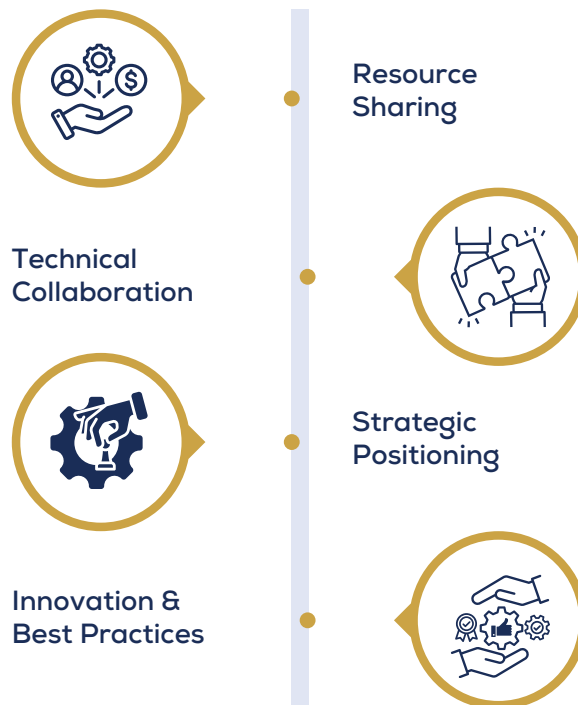 Resource
Sharing
Technical
Collaboration
Strategic
Positioning
Innovation &
Best Practices